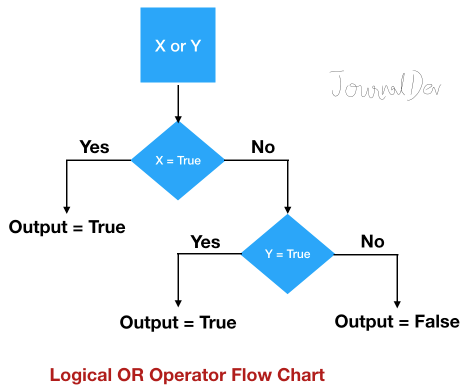 X or Y
JournalDev
Yes
X = True
No
Output = True
Yes
Y = True
No
Output = True
Output = False
Logical OR Operator Flow Chart